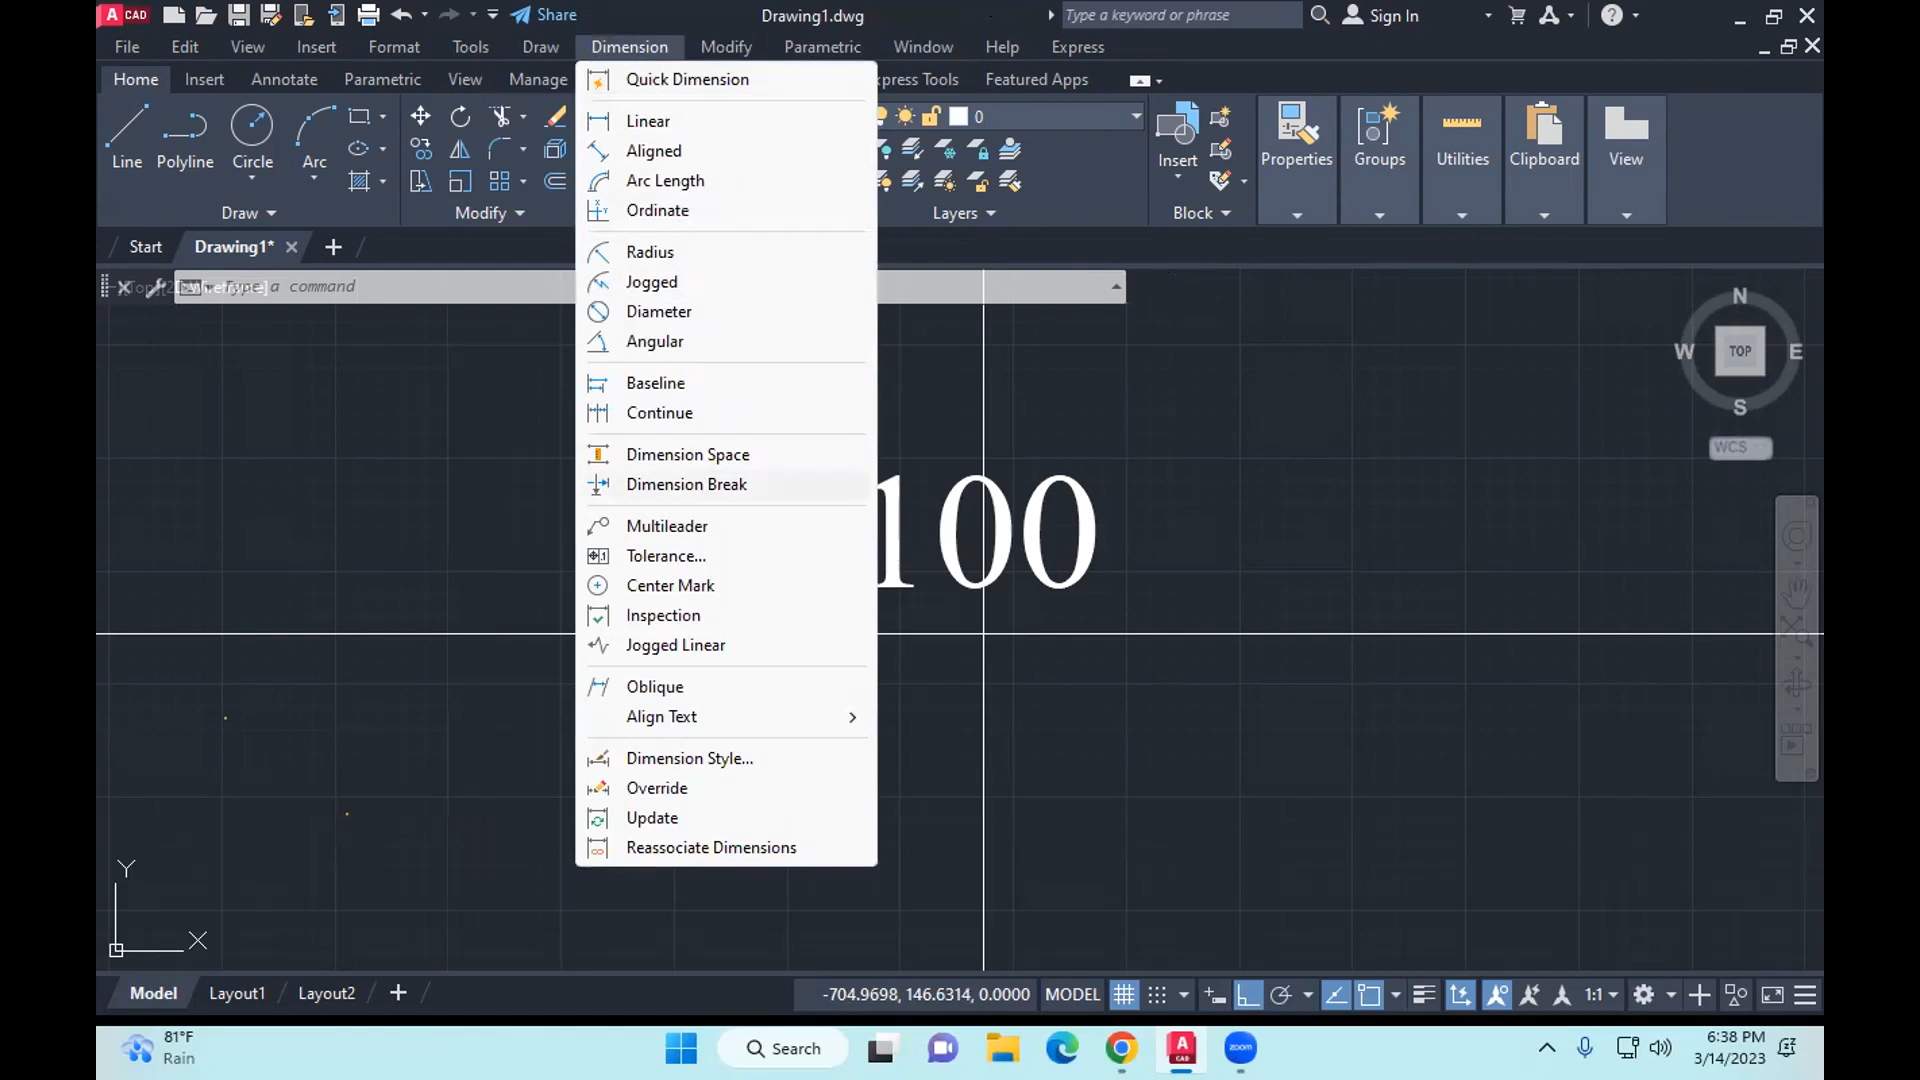 A CAD
Share
Drawing1.dwg
Type a keyword or phrase
Sign In
File
Edit
View
Insert
Format
Tools
Draw
Dimension
Modify
Parametric
Window
Help
Express
Home
Insert
Annotate
Parametric
View
Manage
xpress Tools
Featured Apps
Line
Polyline
Circle
Arc
Draw
Modify
0
Layers
Insert
Block
Properties
Groups
Utilities
Clipboard
View
Start
Drawing1*
Type a command
Quick Dimension
Linear
Aligned
Arc Length
Ordinate
Radius
Jogged
Diameter
Angular
Baseline
Continue
Dimension Space
Dimension Break
Multileader
Tolerance...
Center Mark
Inspection
Jogged Linear
Oblique
Align Text
Dimension Style...
Override
Update
Reassociate Dimensions
100
N
W
TOP
E
S
WCS
Y
X
Model
Layout1
Layout2
-704.9698, 146.6314, 0.0000
MODEL
1:1
81°F
Rain
Search
A CAD
zoom
6:38 PM
3/14/2023